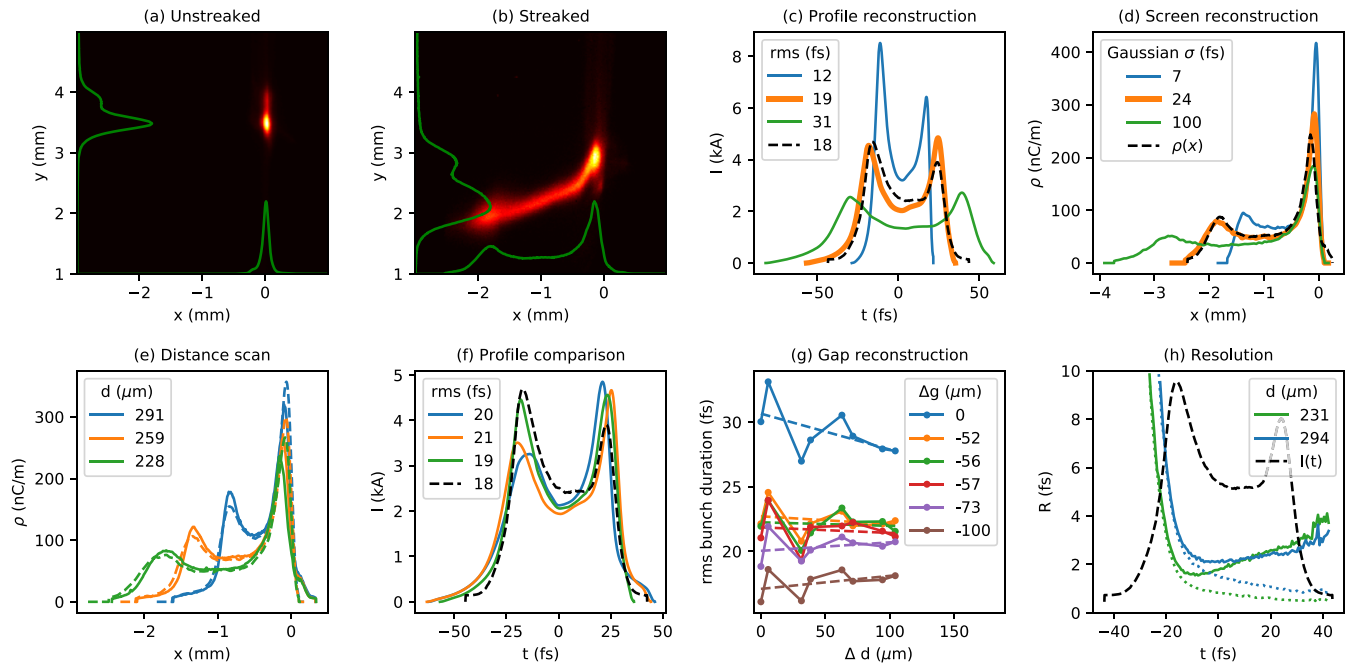 (a) Unstreaked
(b) Streaked
(c) Profile reconstruction
(d) Screen reconstruction
y (mm)
4
3
2
1
−2
−1
0
x (mm)
y (mm)
4
3
2
1
−2
−1
0
x (mm)
I (kA)
8
6
4
2
0
rms (fs)
12
19
31
18
−50
0
50
t (fs)
ρ (nC/m)
400
300
200
100
0
Gaussian σ (fs)
7
24
100
ρ(x)
−4
−3
−2
−1
0
x (mm)
(e) Distance scan
(f) Profile comparison
(g) Gap reconstruction
(h) Resolution
ρ (nC/m)
300
200
100
0
d (μm)
291
259
228
−2
−1
0
x (mm)
I (kA)
5
4
3
2
1
0
rms (fs)
20
21
19
18
−50
−25
0
25
50
t (fs)
rms bunch duration (fs)
30
25
20
Δg (μm)
0
-52
-56
-57
-73
-100
0
50
100
150
Δ d (μm)
R (fs)
10
8
6
4
2
0
d (μm)
231
294
I(t)
−40
−20
0
20
40
t (fs)